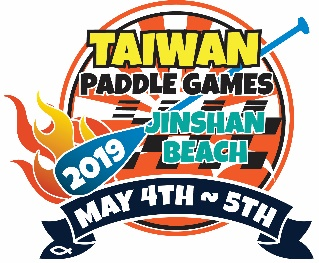 TAIWAN
PADDLE GAMES
JINSHAN
BEACH
2019
MAY 4TH ~ 5TH